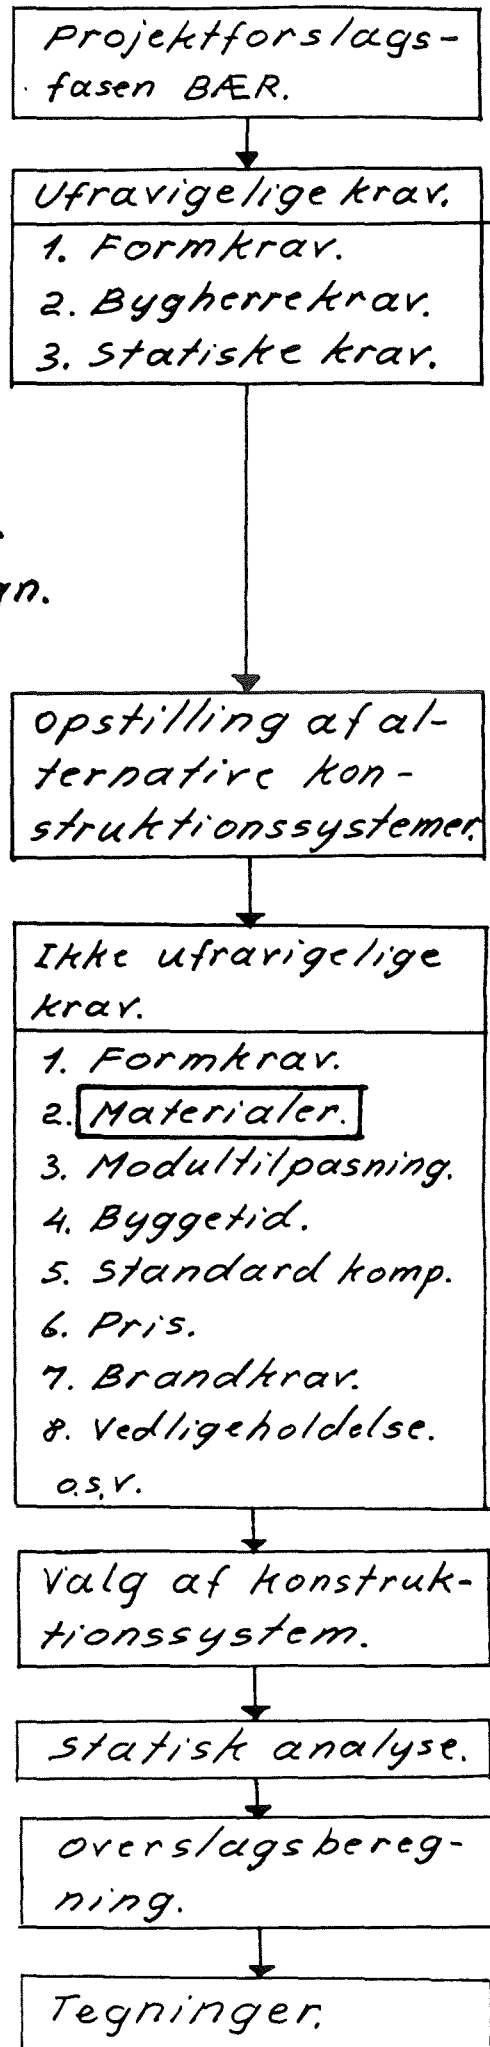 Projektforslags-
fasen BÆR.
Ufravigelige krav.
1. Formkrav.
2. Bygherrekrav.
3. Statiske krav.
Opstilling af al-
ternative kon-
struktionssystemer.
Ikke ufravigelige
krav.
1. Formkrav.
2. Materialer.
3. Modultilpasning.
4. Byggetid.
5. Standard komp.
6. Pris.
7. Brandkrav.
8. Vedligeholdelse.
o.s.v.
Valg af konstruk-
tionssystem.
Statisk analyse.
Overslagsbereg-
ning.
Tegninger.